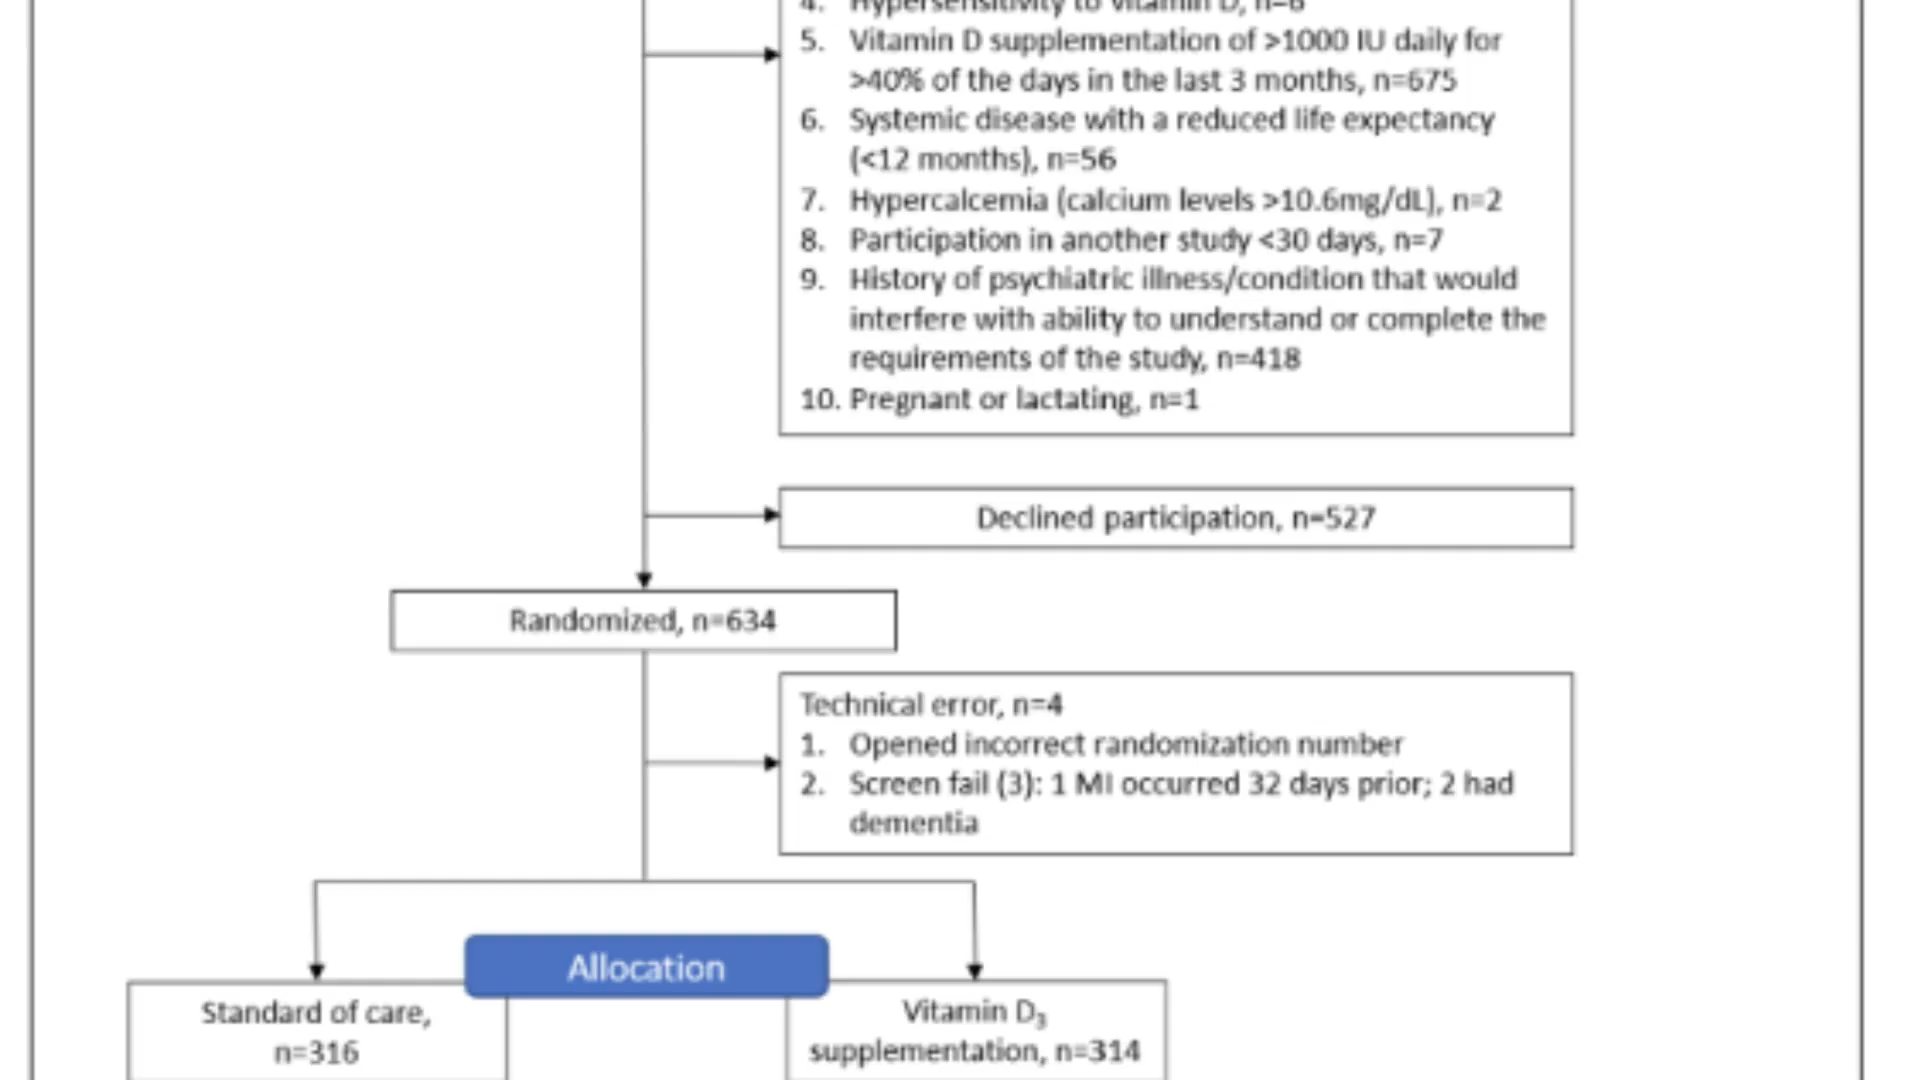 4. Hypersensitivity to vitamin D, n=6
5. Vitamin D supplementation of >1000 IU daily for
>40% of the days in the last 3 months, n=675
6. Systemic disease with a reduced life expectancy
(<12 months), n=56
7. Hypercalcemia (calcium levels >10.6mg/dL), n=2
8. Participation in another study <30 days, n=7
9. History of psychiatric illness/condition that would
interfere with ability to understand or complete the
requirements of the study, n=418
10. Pregnant or lactating, n=1
Declined participation, n=527
Randomized, n=634
Technical error, n=4
1. Opened incorrect randomization number
2. Screen fail (3): 1 MI occurred 32 days prior; 2 had
dementia
Allocation
Standard of care,
n=316
Vitamin D₃
supplementation, n=314